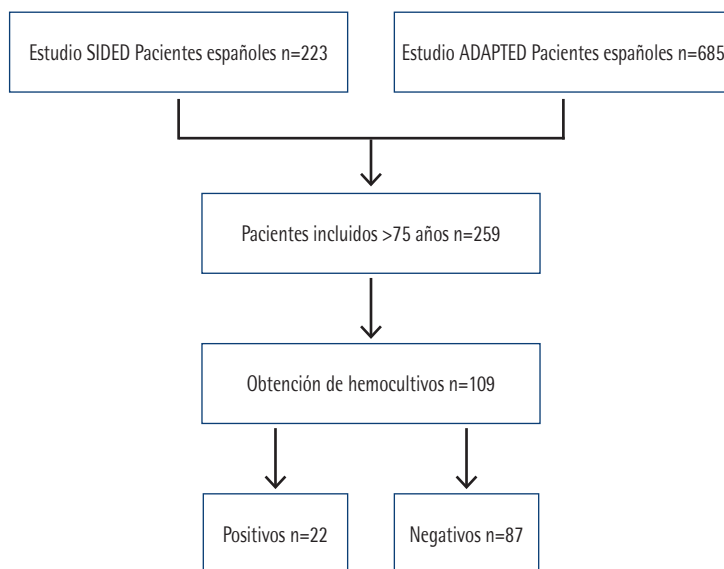 Estudio SIDED Pacientes españoles n=223
Estudio ADAPTED Pacientes españoles n=685
Pacientes incluidos >75 años n=259
Obtención de hemocultivos n=109
Positivos n=22
Negativos n=87